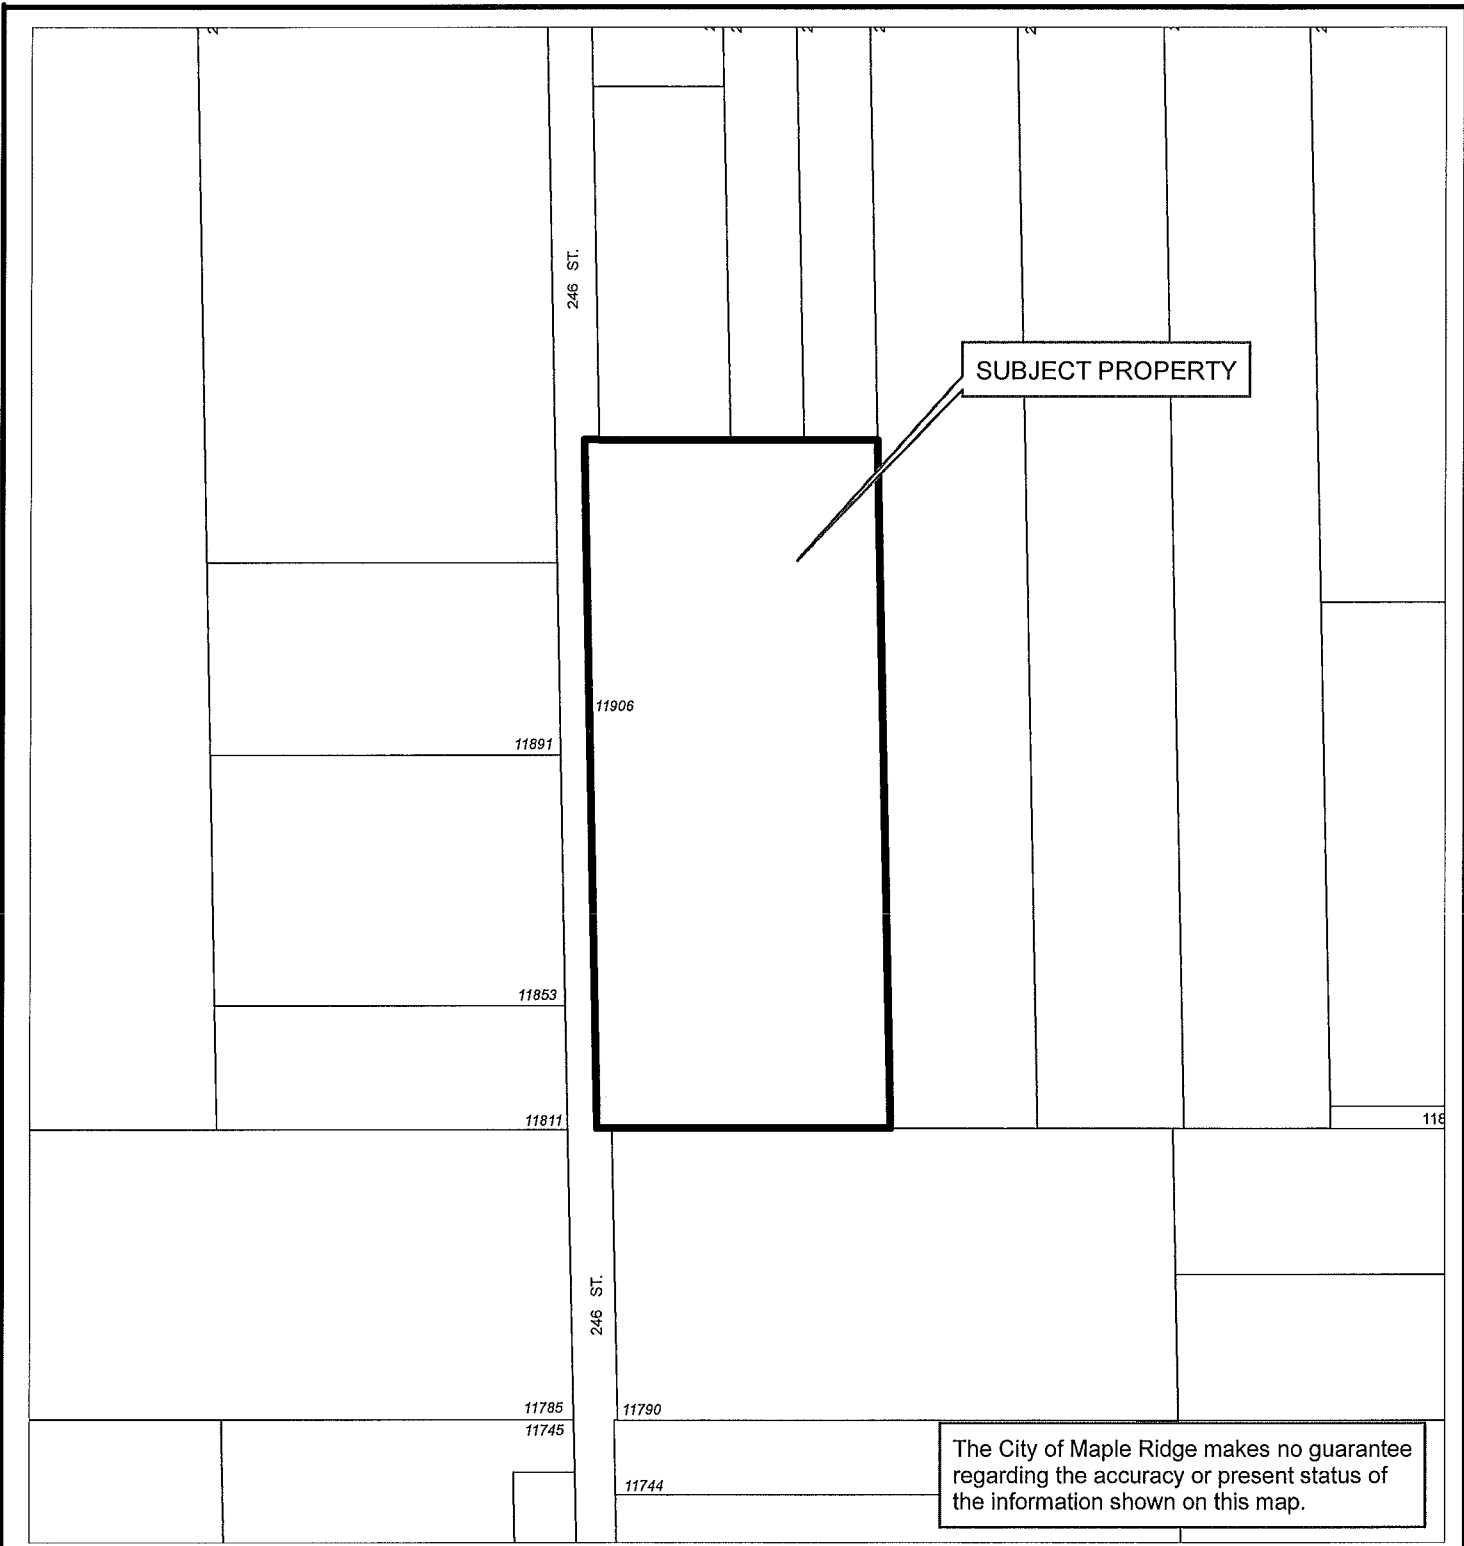 246 ST.
SUBJECT PROPERTY
11906
11891
11853
11811
118
246 ST.
11785
11790
11745
11744
The City of Maple Ridge makes no guarantee
regarding the accuracy or present status of
the information shown on this map.